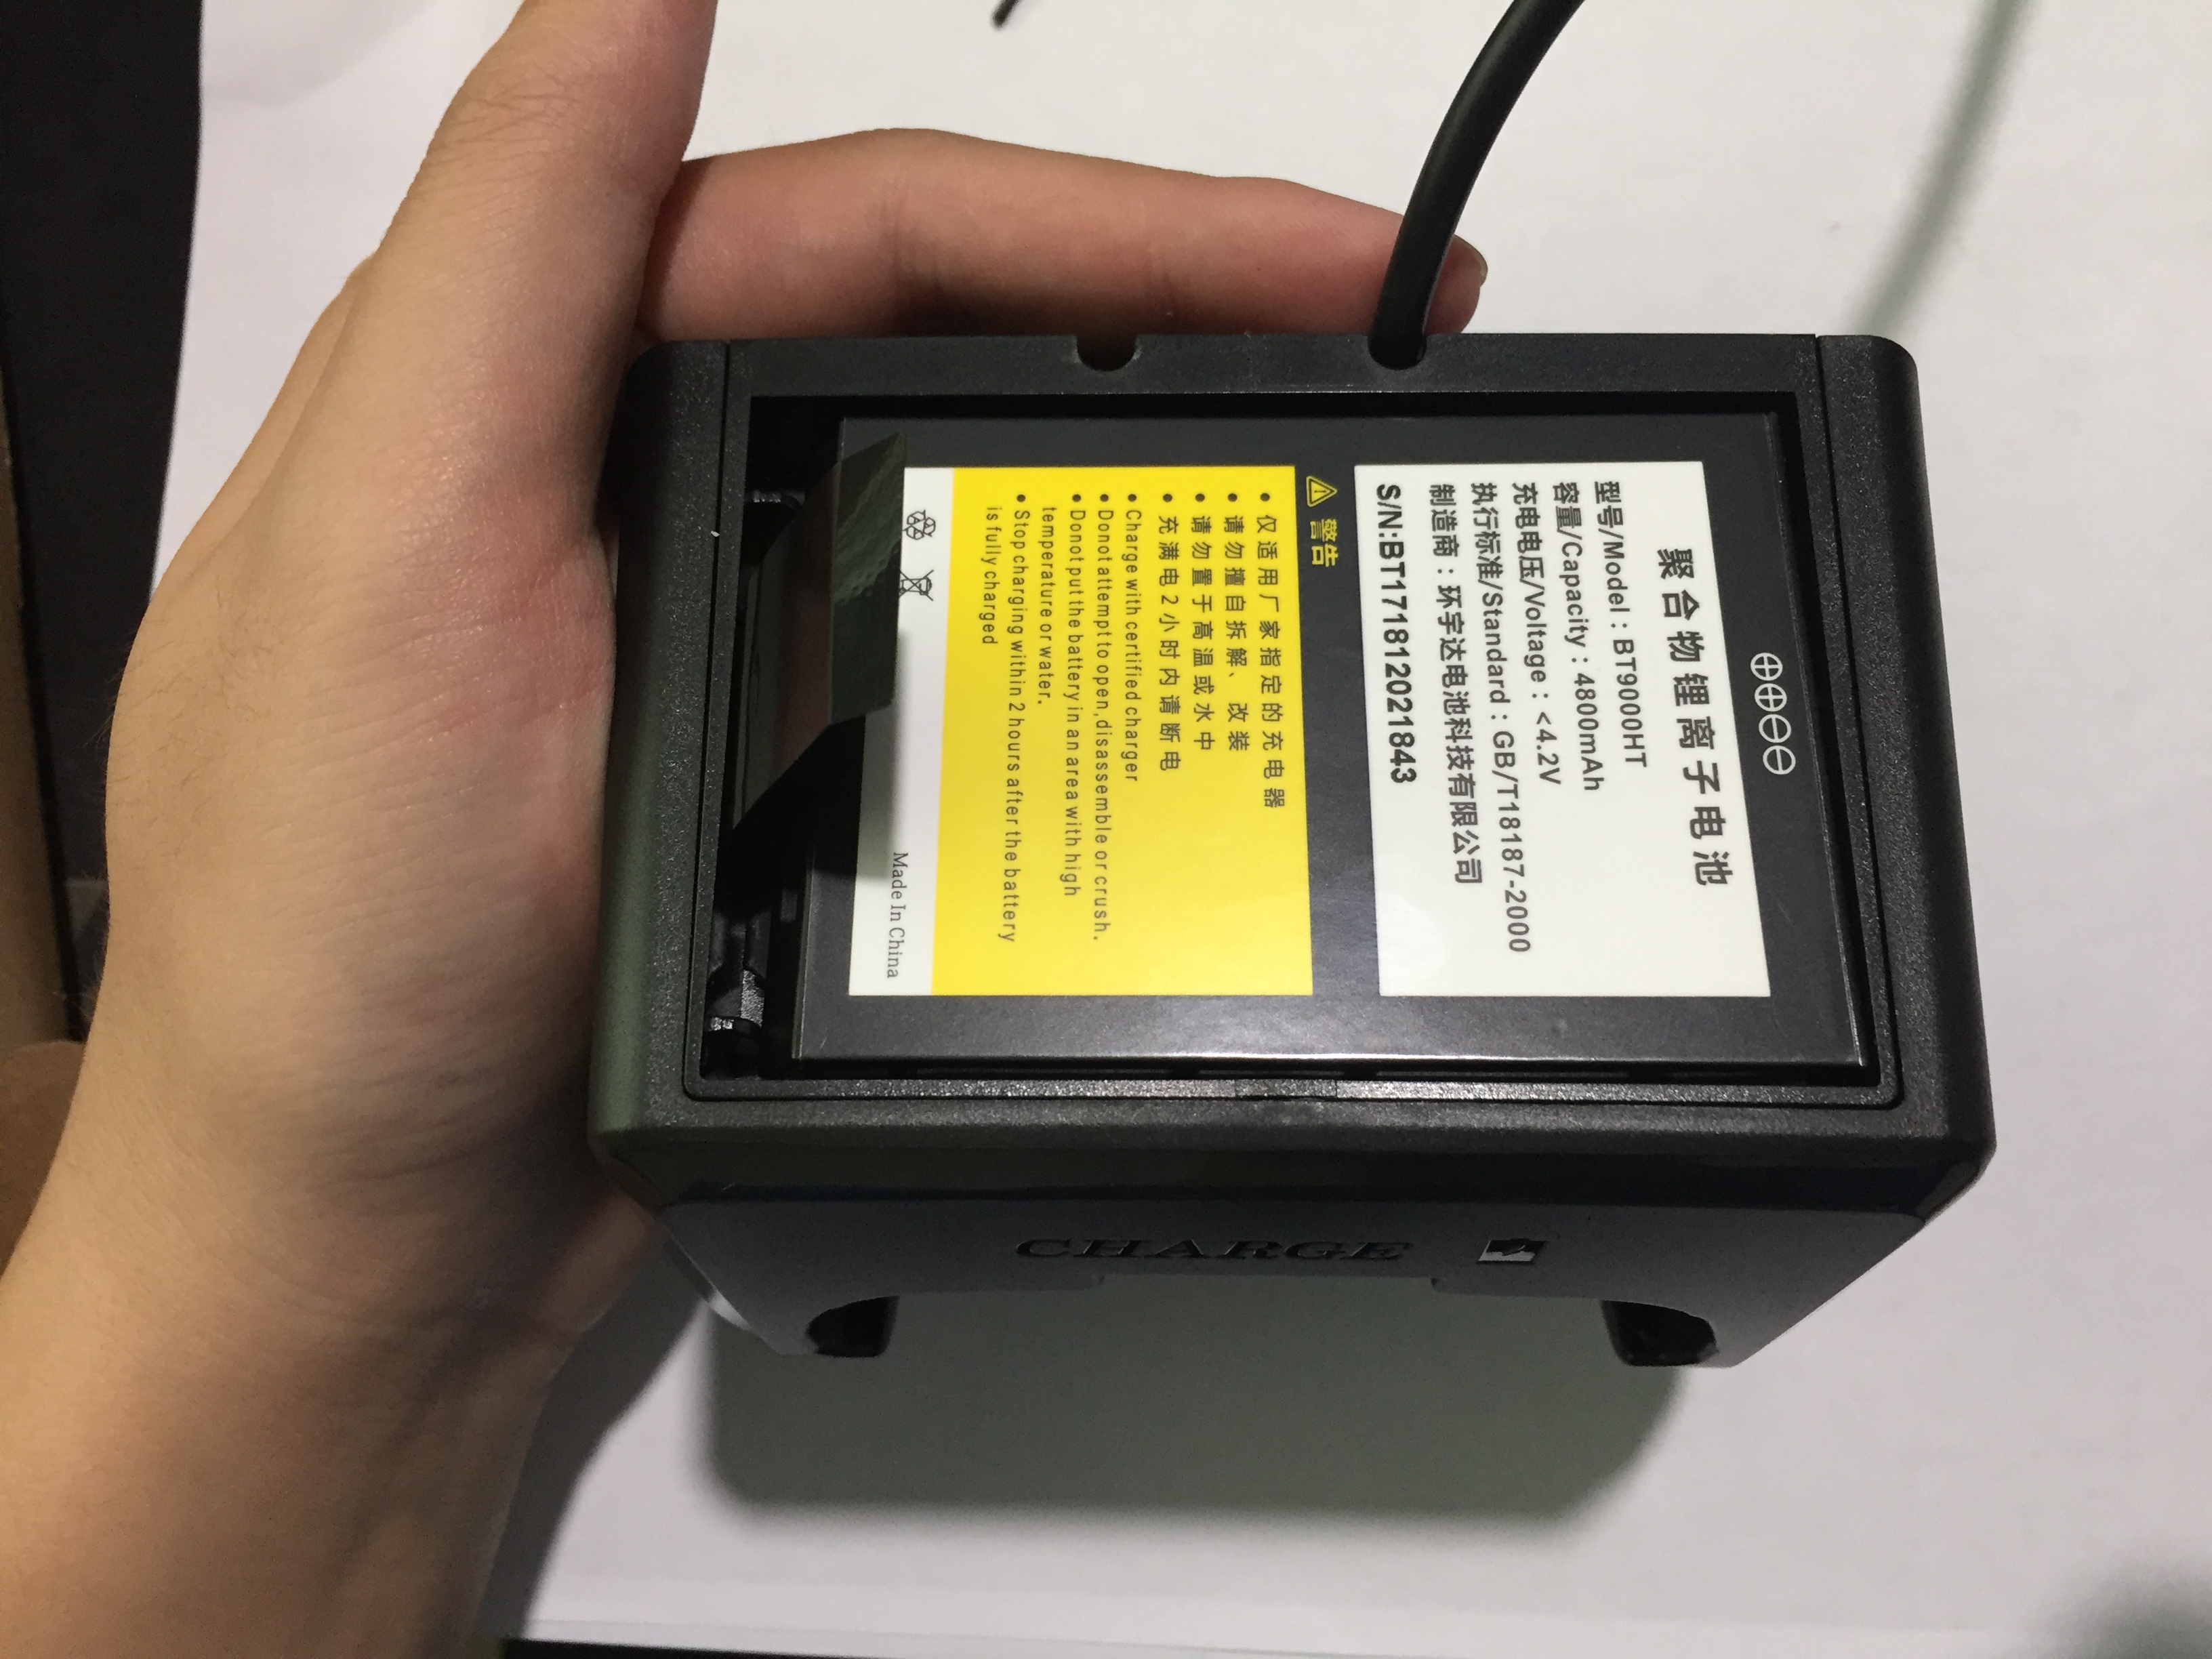 ⊕⊕⊖⊖
聚合物锂离子电池
型号/Model：BT9000HT
容量/Capacity：4800mAh
充电电压/Voltage：<4.2V
执行标准/Standard：GB/T18187-2000
制造商：环宇达电池科技有限公司
S/N:BT171812021843
警告
• 仅适用厂家指定的充电器
• 请勿擅自拆解、改装
• 请勿置于高温或水中
• 充满电2小时内请断电
• Charge with certified charger
• Donot attempt to open,disassemble or crush.
• Donot put the battery in an area with high
temperature or water.
• Stop charging within 2 hours after the battery
is fully charged
Made In China
CHARGE